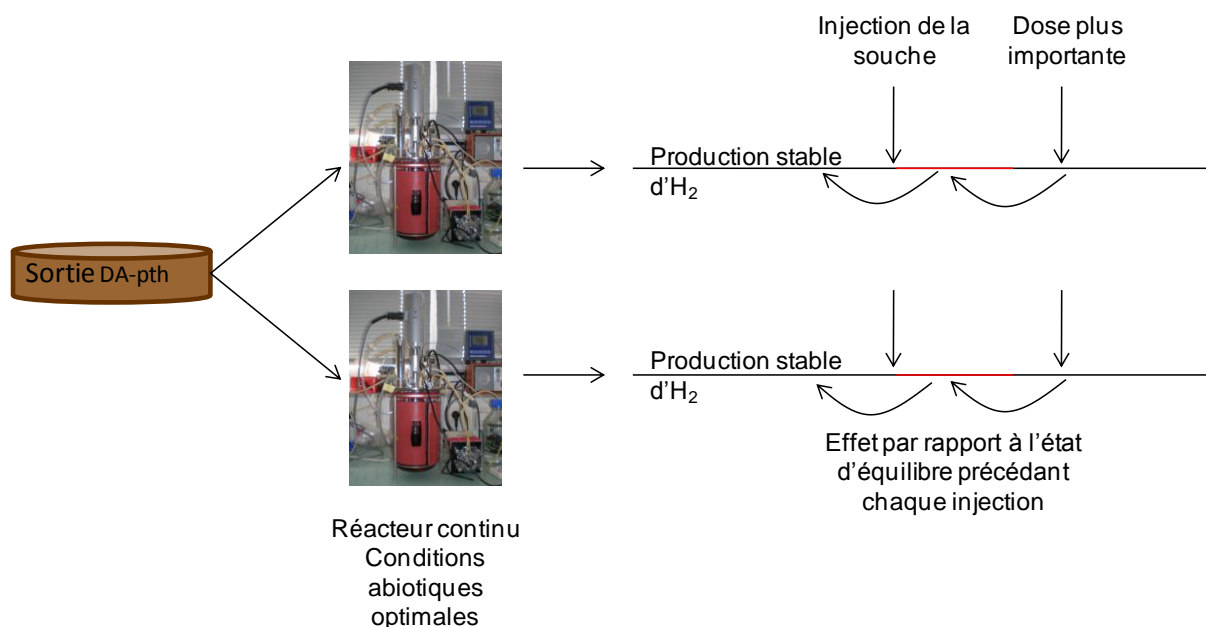 Injection de la
souche
Dose plus
importante
Production stable
d'H₂
Sortie DA-pth
Production stable
d'H₂
Effet par rapport à l'état
d'équilibre précédant
chaque injection
Réacteur continu
Conditions
abiotiques
optimales